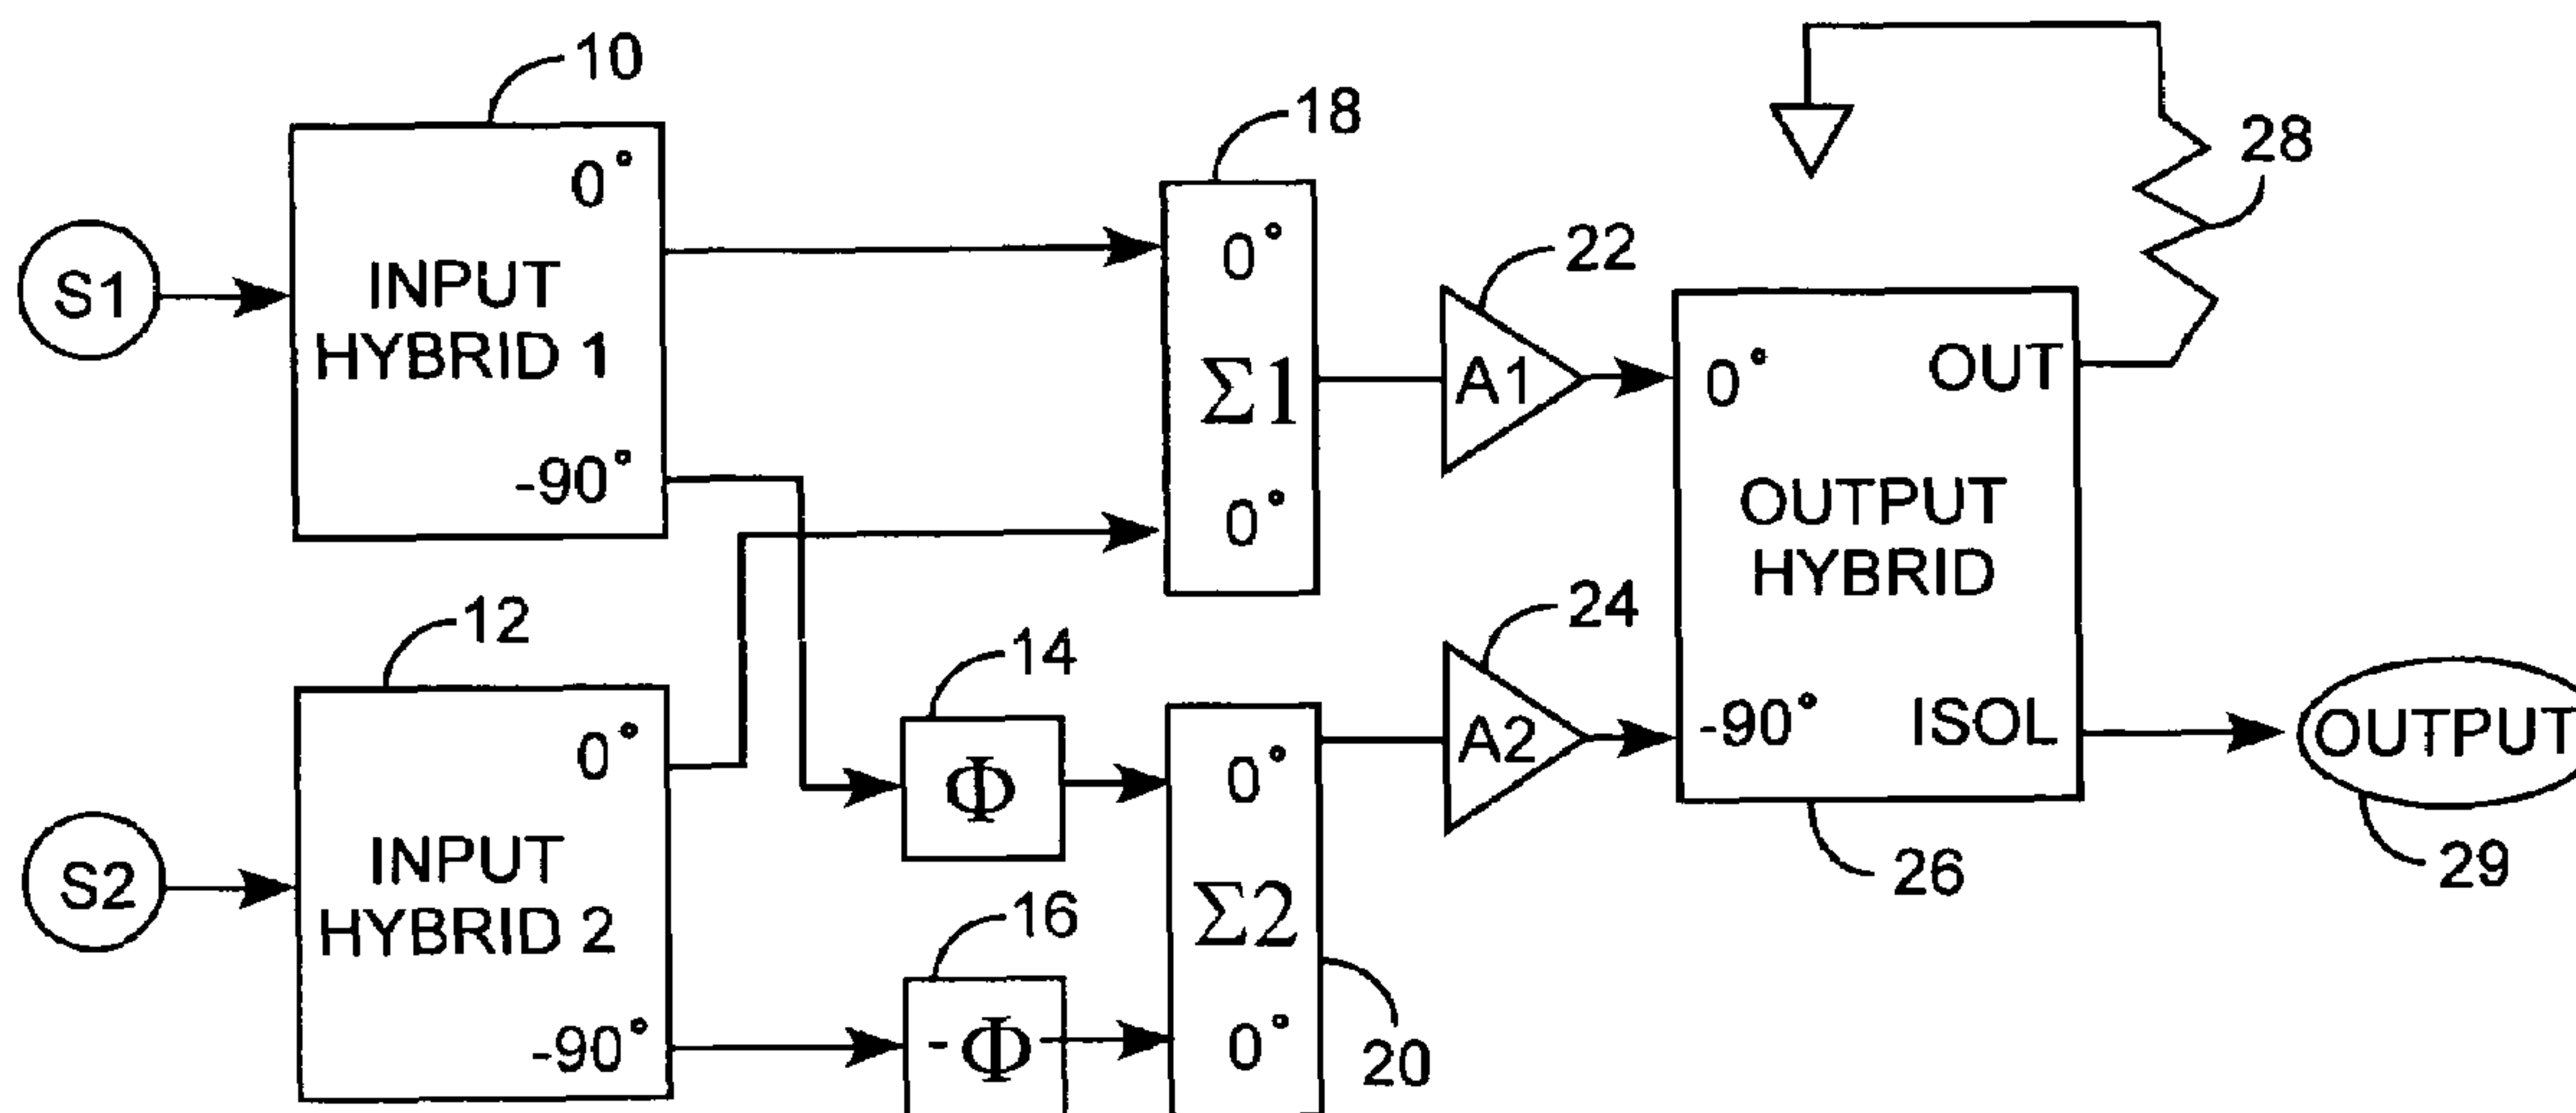 10
S1
INPUT
HYBRID 1
0°
-90°
12
S2
INPUT
HYBRID 2
0°
-90°
14
Φ
16
-Φ
18
0°
Σ1
0°
0°
Σ2
0°
20
22
A1
24
A2
0°
OUT
OUTPUT
HYBRID
-90°
ISOL
26
28
OUTPUT
29